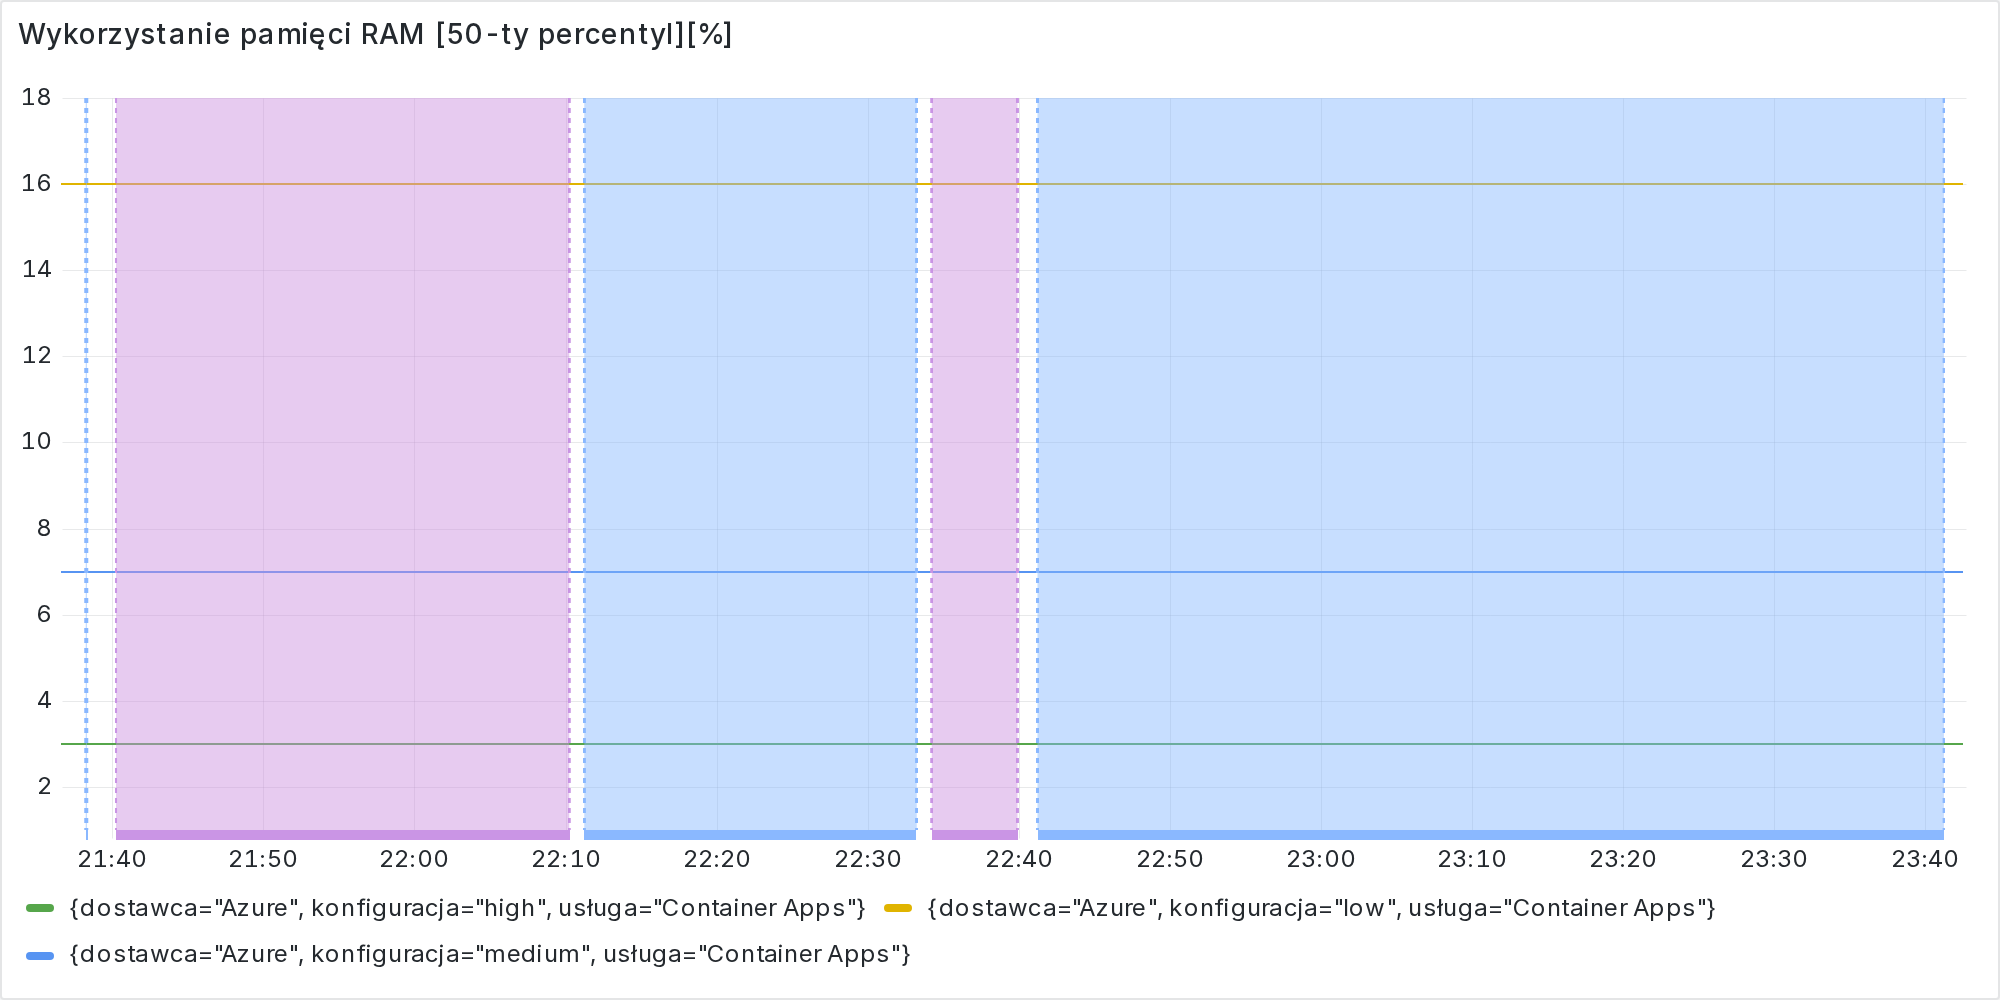 Wykorzystanie pamięci RAM [50-ty percentyl][%]
18
16
14
12
10
8
6
4
2
21:40 21:50 22:00 22:10 22:20 22:30 22:40 22:50 23:00 23:10 23:20 23:30 23:40
{dostawca="Azure", konfiguracja="high", usługa="Container Apps"} {dostawca="Azure", konfiguracja="low", usługa="Container Apps"}
{dostawca="Azure", konfiguracja="medium", usługa="Container Apps"}